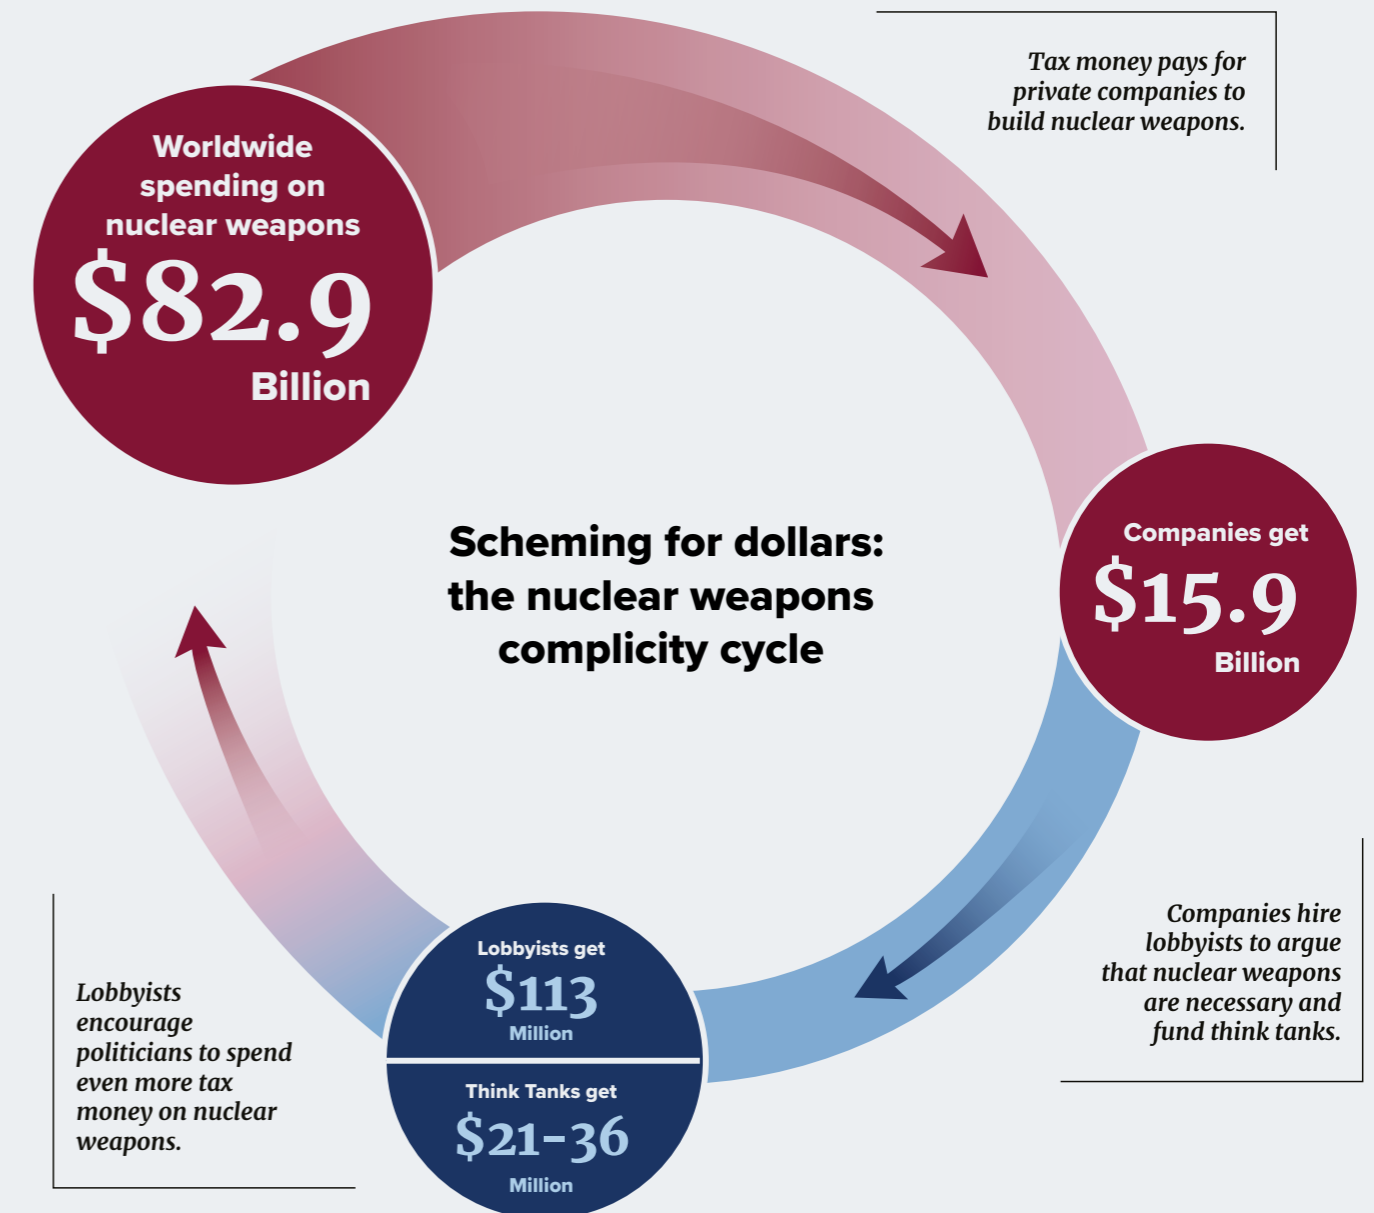 Tax money pays for
private companies to
build nuclear weapons.
Worldwide
spending on
nuclear weapons
$82.9
Billion
Scheming for dollars:
the nuclear weapons
complicity cycle
Companies get
$15.9
Billion
Companies hire
lobbyists to argue
that nuclear weapons
are necessary and
fund think tanks.
Lobbyists get
$113
Million
Think Tanks get
$21-36
Million
Lobbyists
encourage
politicians to spend
even more tax
money on nuclear
weapons.